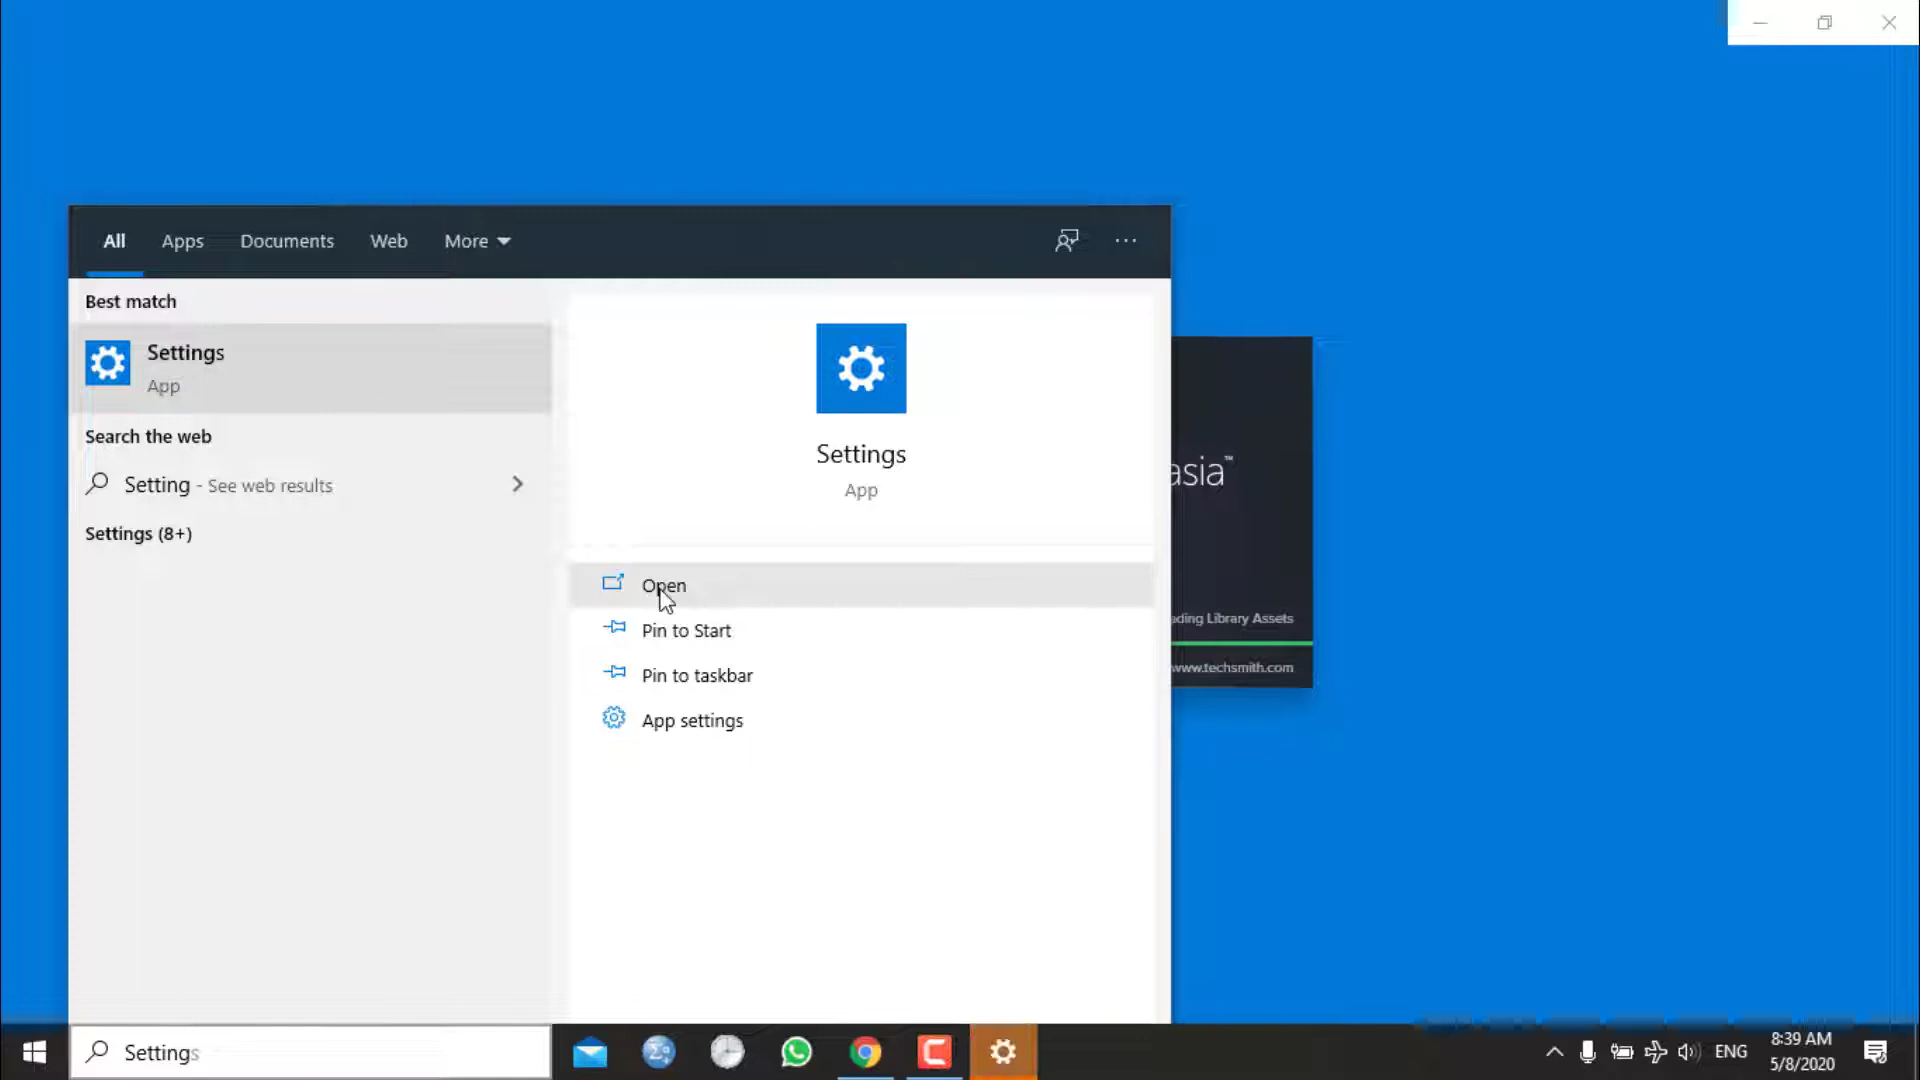 All Apps Documents Web More
Best match
Settings
App
Search the web
Setting - See web results
Settings (8+)
Settings
App
Open
Pin to Start
Pin to taskbar
App settings
asia™
ding Library Assets
www.techsmith.com
Settings
ENG
8:39 AM
5/8/2020